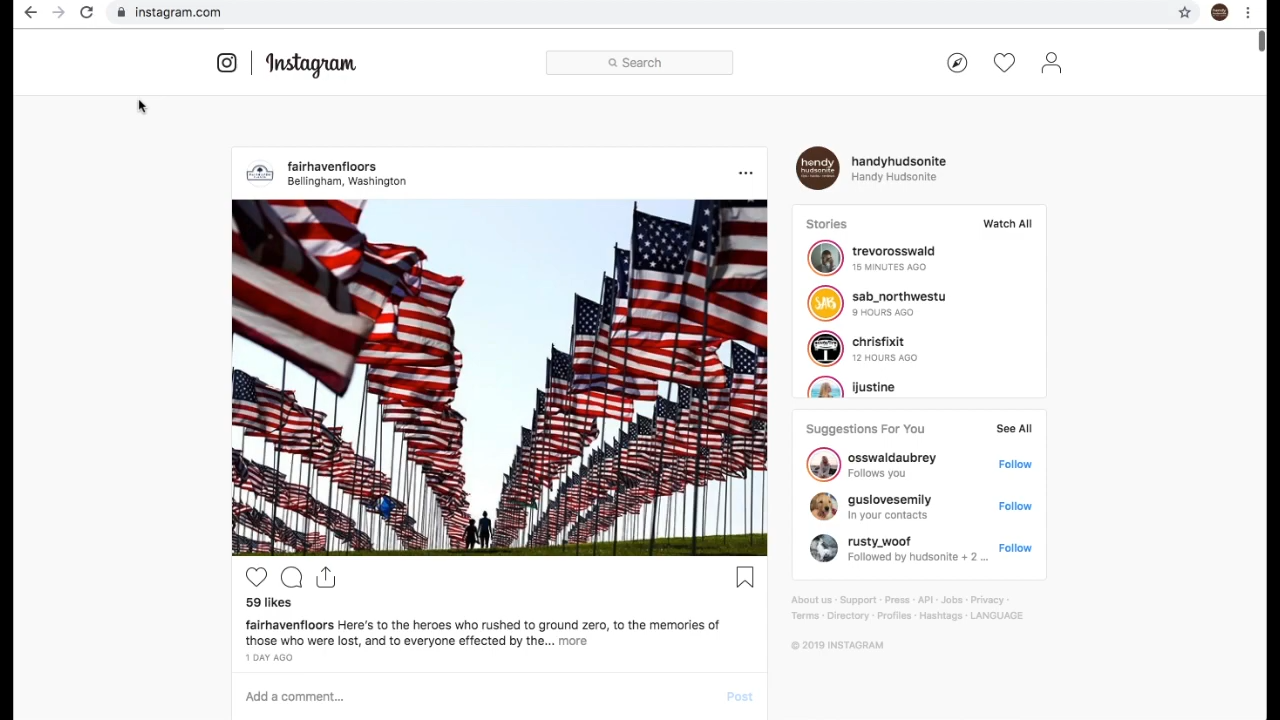 instagram.com
Instagram
Search
fairhavenfloors
Bellingham, Washington
59 likes
fairhavenfloors Here's to the heroes who rushed to ground zero, to the memories of
those who were lost, and to everyone effected by the... more
1 DAY AGO
Add a comment...
Post
handy
hudsonite
handyhudsonite
Handy Hudsonite
Stories
Watch All
trevorosswald
15 MINUTES AGO
SAB
sab_northwestu
9 HOURS AGO
chrisfixit
12 HOURS AGO
ijustine
Suggestions For You
See All
osswaldaubrey
Follows you
Follow
guslovesemily
In your contacts
Follow
rusty_woof
Followed by hudsonite + 2 ...
Follow
About us · Support · Press · API · Jobs · Privacy ·
Terms · Directory · Profiles · Hashtags · LANGUAGE
© 2019 INSTAGRAM